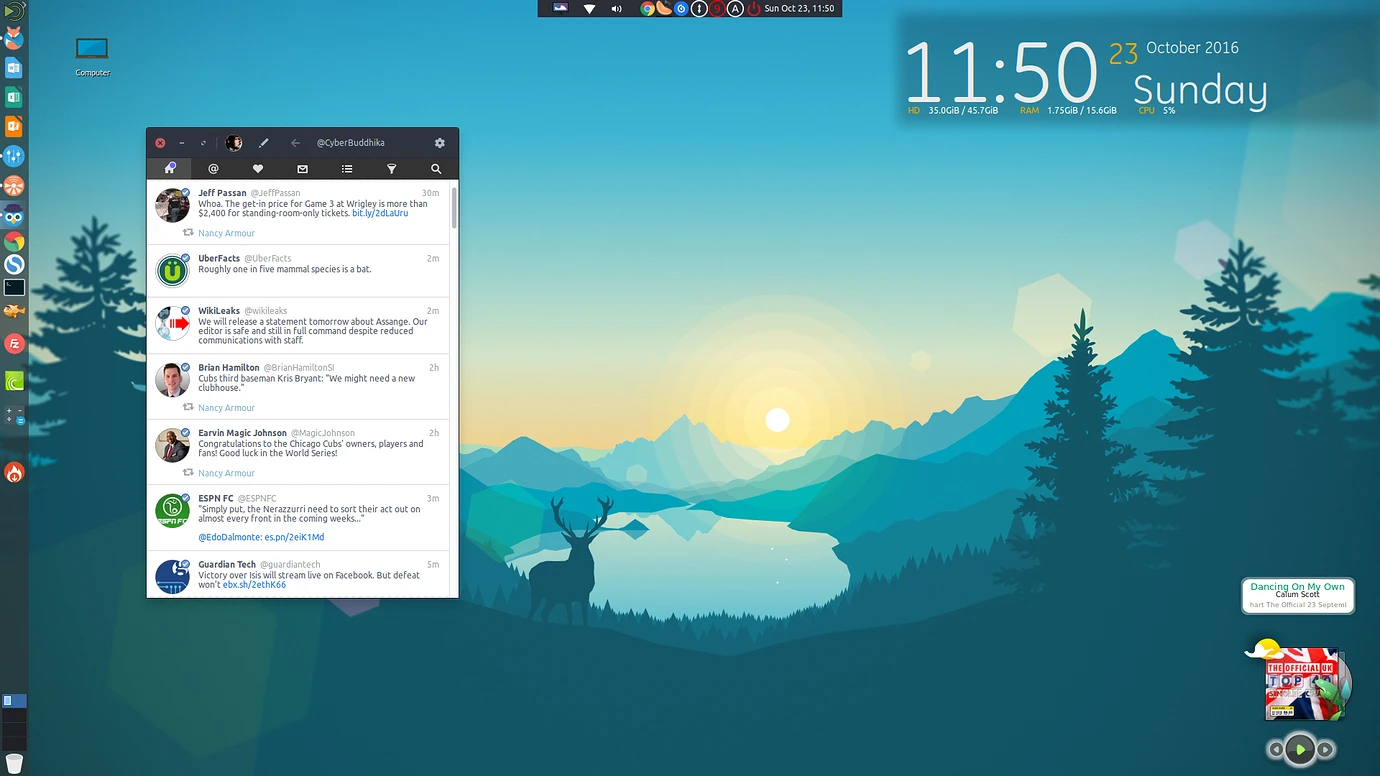 Sun Oct 23, 11:50
Computer
11:50 23 October 2016
Sunday
HD 35.0GiB / 45.7GiB RAM 1.75GiB / 15.6GiB CPU 5%
@CyberBuddhika
Jeff Passan @JeffPassan 30m
Whoa. The get-in price for Game 3 at Wrigley is more than
$2,400 for standing-room-only tickets. bit.ly/2dLaUru
Nancy Armour
UberFacts @UberFacts 2m
Roughly one in five mammal species is a bat.
WikiLeaks @wikileaks 2m
We will release a statement tomorrow about Assange. Our
editor is safe and still in full command despite reduced
communications with staff.
Brian Hamilton @BrianHamiltonSI 2h
Cubs third baseman Kris Bryant: "We might need a new
clubhouse."
Nancy Armour
Earvin Magic Johnson @MagicJohnson 2h
Congratulations to the Chicago Cubs' owners, players and
fans! Good luck in the World Series!
Nancy Armour
ESPN FC @ESPNFC 3m
"Simply put, the Nerazzurri need to sort their act out on
almost every front in the coming weeks..."
@EdoDalmonte: es.pn/2eiK1Md
ESPN FC
Guardian Tech @guardiantech 5m
Victory over Isis will stream live on Facebook. But defeat
won't ebx.sh/2ethK66
Dancing On My Own
Calum Scott
hart The Official 23 Septeml
THE OFFICIAL UK
TOP